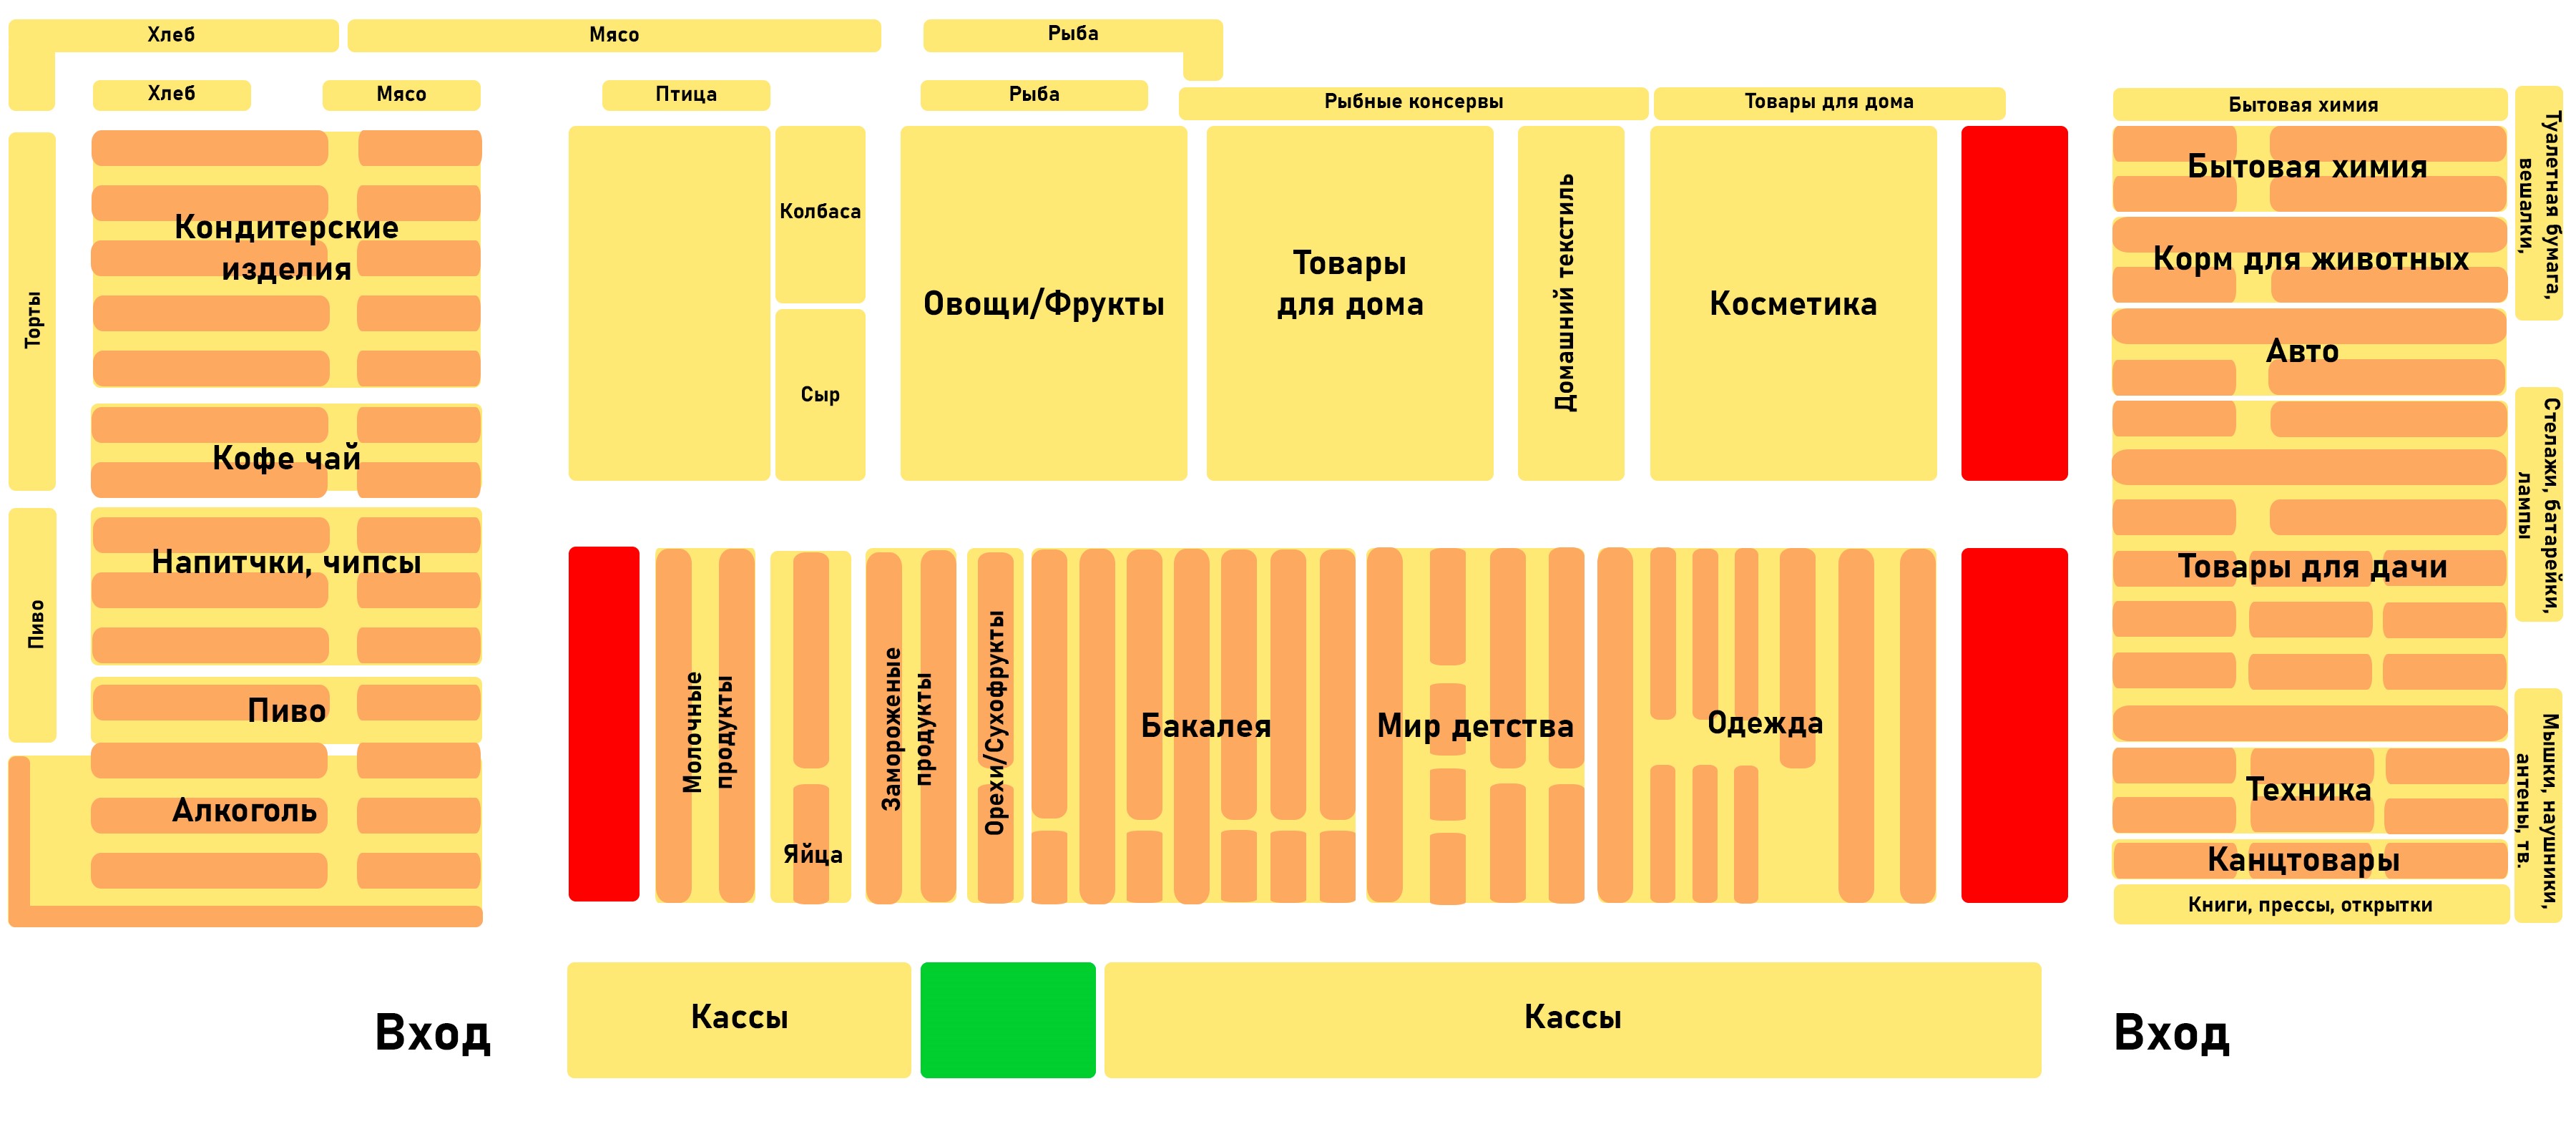 Хлеб
Мясо
Рыба
Хлеб
Мясо
Птица
Рыба
Рыбные консервы
Товары для дома
Бытовая химия
Туалетная бумага,
вешалки,
Торты
Кондитерские
изделия
Колбаса
Сыр
Овощи/Фрукты
Товары
для дома
Домашний текстиль
Косметика
Бытовая химия
Корм для животных
Авто
Кофе чай
Стелажи, батарейки,
лампы
Пиво
Напитчки, чипсы
Товары для дачи
Пиво
Алкоголь
Молочные
продукты
Яйца
Замороженые
продукты
Орехи/Сухофрукты
Бакалея
Мир детства
Одежда
Техника
Мышки, наушники,
антены, тв.
Канцтовары
Книги, прессы, открытки
Вход
Кассы
Кассы
Вход